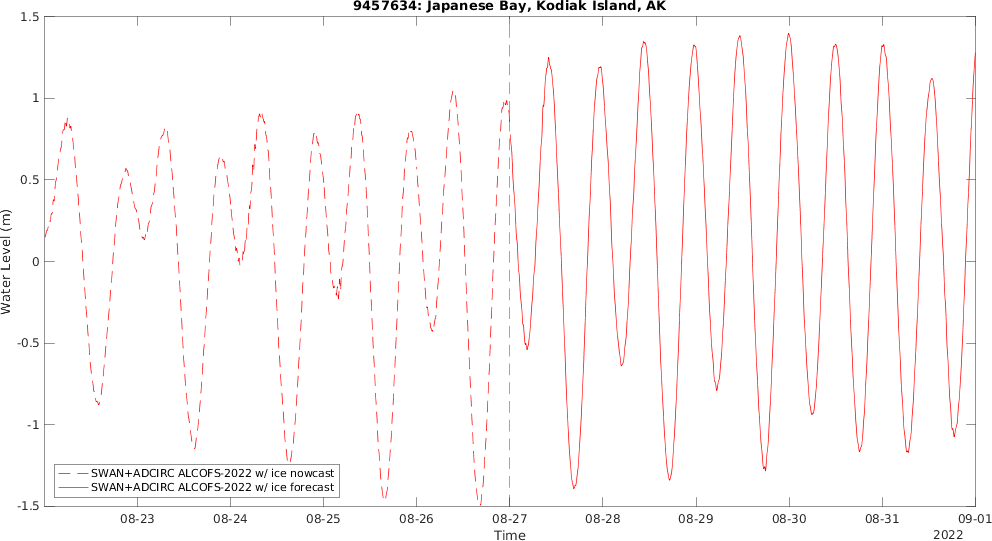 9457634: Japanese Bay, Kodiak Island, AK
1.5
1
0.5
0
-0.5
-1
-1.5
Water Level (m)
SWAN+ADCIRC ALCOFS-2022 w/ ice nowcast
SWAN+ADCIRC ALCOFS-2022 w/ ice forecast
08-23 08-24 08-25 08-26 08-27 08-28 08-29 08-30 08-31 09-01
Time
2022